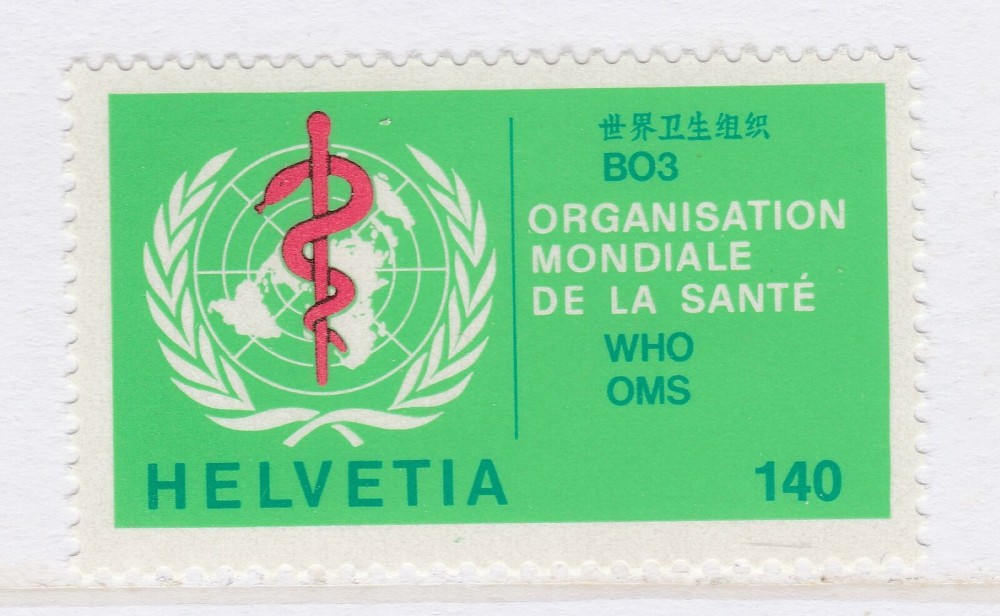 世界卫生组织
ВОЗ
ORGANISATION
MONDIALE
DE LA SANTÉ
WHO
OMS
HELVETIA
140